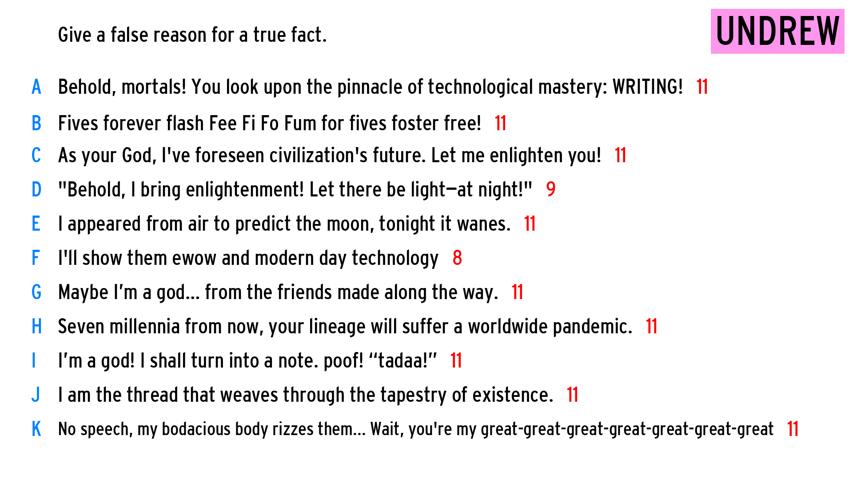 Give a false reason for a true fact.
UNDREW
A Behold, mortals! You look upon the pinnacle of technological mastery: WRITING! 11
B Fives forever flash Fee Fi Fo Fum for fives foster free! 11
C As your God, I've foreseen civilization's future. Let me enlighten you! 11
D "Behold, I bring enlightenment! Let there be light—at night!" 9
E I appeared from air to predict the moon, tonight it wanes. 11
F I'll show them ewow and modern day technology 8
G Maybe I’m a god... from the friends made along the way. 11
H Seven millennia from now, your lineage will suffer a worldwide pandemic. 11
I I’m a god! I shall turn into a note. poof! “tadaa!” 11
J I am the thread that weaves through the tapestry of existence. 11
K No speech, my bodacious body rizzes them... Wait, you're my great-great-great-great-great-great-great 11